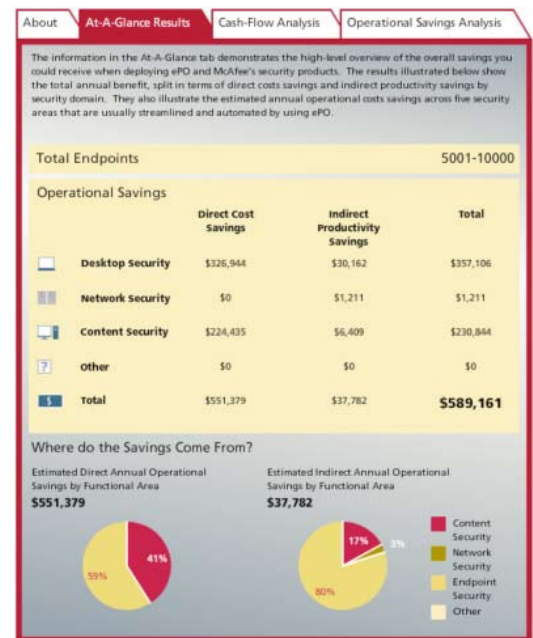 About
At-A-Glance Results
Cash-Flow Analysis
Operational Savings Analysis
The information in the At-A-Glance tab demonstrates the high-level overview of the overall savings you
could receive when deploying ePO and McAfee's security products. The results illustrated below show
the total annual benefit, split in terms of direct costs savings and indirect productivity savings by
security domain. They also illustrate the estimated annual operational costs savings across five security
areas that are usually streamlined and automated by using ePO.
Total Endpoints 5001-10000
Operational Savings
Direct Cost Savings
Indirect Productivity Savings
Total
Desktop Security $326,944 $30,162 $357,106
Network Security $0 $1,211 $1,211
Content Security $224,435 $6,409 $230,844
? Other $0 $0 $0
$ Total $551,379 $37,782 $589,161
Where do the Savings Come From?
Estimated Direct Annual Operational
Savings by Functional Area
$551,379
41%
59%
Estimated Indirect Annual Operational
Savings by Functional Area
$37,782
17%
3%
80%
Content
Security
Network
Security
Endpoint
Security
Other